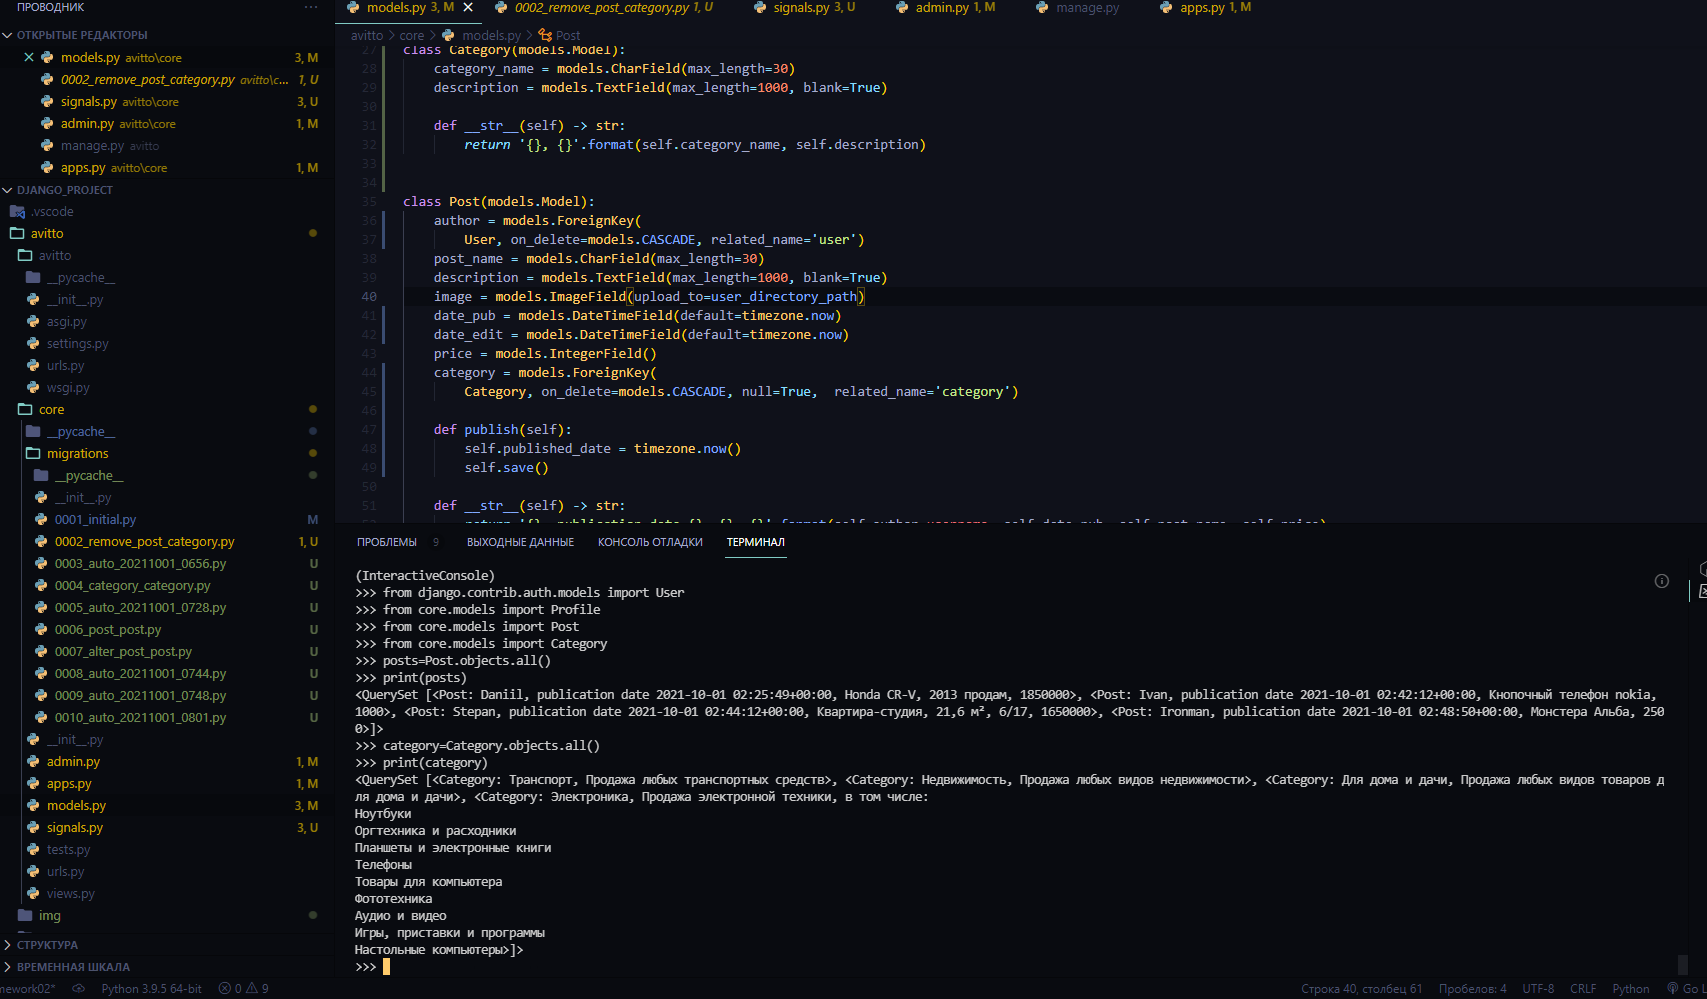 ПРОВОДНИК ···
ОТКРЫТЫЕ РЕДАКТОРЫ
models.py avitto\core 3, M
0002_remove_post_category.py avitto\c... 1, U
signals.py avitto\core 3, U
admin.py avitto\core 1, M
manage.py avitto
apps.py avitto\core 1, M
DJANGO_PROJECT
.vscode
avitto
avitto
__pycache__
__init__.py
asgi.py
settings.py
urls.py
wsgi.py
core
__pycache__
migrations
__pycache__
__init__.py
0001_initial.py M
0002_remove_post_category.py 1, U
0003_auto_20211001_0656.py U
0004_category_category.py U
0005_auto_20211001_0728.py U
0006_post_post.py U
0007_alter_post_post.py U
0008_auto_20211001_0744.py U
0009_auto_20211001_0748.py U
0010_auto_20211001_0801.py U
__init__.py
admin.py 1, M
apps.py 1, M
models.py 3, M
signals.py 3, U
tests.py
urls.py
views.py
img
СТРУКТУРА
ВРЕМЕННАЯ ШКАЛА
models.py 3, M 0002_remove_post_category.py 1, U signals.py 3, U admin.py 1, M manage.py apps.py 1, M
avitto > core > models.py > Post
27 class Category(models.Model):
28 category_name = models.CharField(max_length=30)
29 description = models.TextField(max_length=1000, blank=True)
30
31 def __str__(self) -> str:
32 return '{}, {}'.format(self.category_name, self.description)
33
34
35 class Post(models.Model):
36 author = models.ForeignKey(
37 User, on_delete=models.CASCADE, related_name='user')
38 post_name = models.CharField(max_length=30)
39 description = models.TextField(max_length=1000, blank=True)
40 image = models.ImageField(upload_to=user_directory_path)
41 date_pub = models.DateTimeField(default=timezone.now)
42 date_edit = models.DateTimeField(default=timezone.now)
43 price = models.IntegerField()
44 category = models.ForeignKey(
45 Category, on_delete=models.CASCADE, null=True,  related_name='category')
46
47 def publish(self):
48 self.published_date = timezone.now()
49 self.save()
50
51 def __str__(self) -> str:
return '{}, publication date {}, {}, {}'.format(self.author.username, self.date_pub, self.post_name, self.price)
ПРОБЛЕМЫ 9 ВЫХОДНЫЕ ДАННЫЕ КОНСОЛЬ ОТЛАДКИ ТЕРМИНАЛ
(InteractiveConsole)
>>> from django.contrib.auth.models import User
>>> from core.models import Profile
>>> from core.models import Post
>>> from core.models import Category
>>> posts=Post.objects.all()
>>> print(posts)
<QuerySet [<Post: Daniil, publication date 2021-10-01 02:25:49+00:00, Honda CR-V, 2013 продам, 1850000>, <Post: Ivan, publication date 2021-10-01 02:42:12+00:00, Кнопочный телефон nokia,
1000>, <Post: Stepan, publication date 2021-10-01 02:44:12+00:00, Квартира-студия, 21,6 м², 6/17, 1650000>, <Post: Ironman, publication date 2021-10-01 02:48:50+00:00, Монстера Альба, 250
0>]>
>>> category=Category.objects.all()
>>> print(category)
<QuerySet [<Category: Транспорт, Продажа любых транспортных средств>, <Category: Недвижимость, Продажа любых видов недвижимости>, <Category: Для дома и дачи, Продажа любых видов товаров д
ля дома и дачи>, <Category: Электроника, Продажа электронной техники, в том числе:
Ноутбуки
Оргтехника и расходники
Планшеты и электронные книги
Телефоны
Товары для компьютера
Фототехника
Аудио и видео
Игры, приставки и программы
Настольные компьютеры>]>
>>>
mework02* Python 3.9.5 64-bit 0 9 Строка 40, столбец 61 Пробелов: 4 UTF-8 CRLF Python Go L